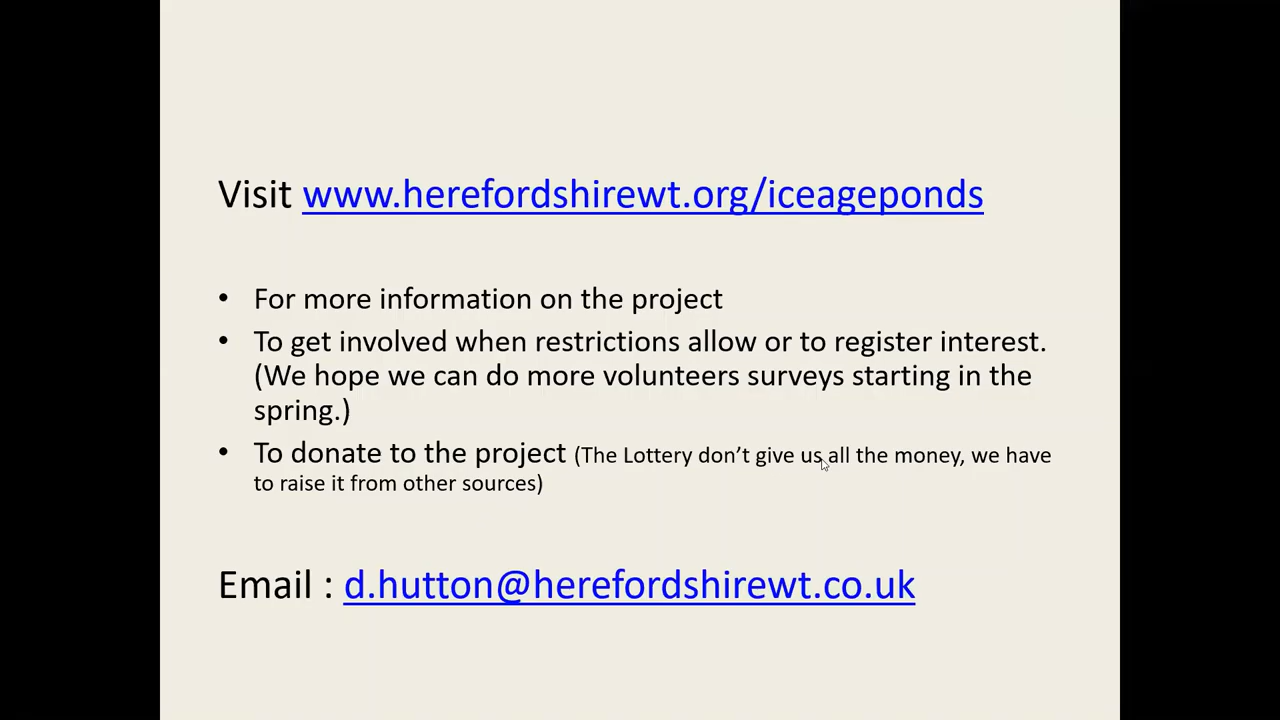 Visit www.herefordshirewt.org/iceageponds
• For more information on the project
• To get involved when restrictions allow or to register interest.
(We hope we can do more volunteers surveys starting in the
spring.)
• To donate to the project (The Lottery don’t give us all the money, we have
to raise it from other sources)
Email : d.hutton@herefordshirewt.co.uk